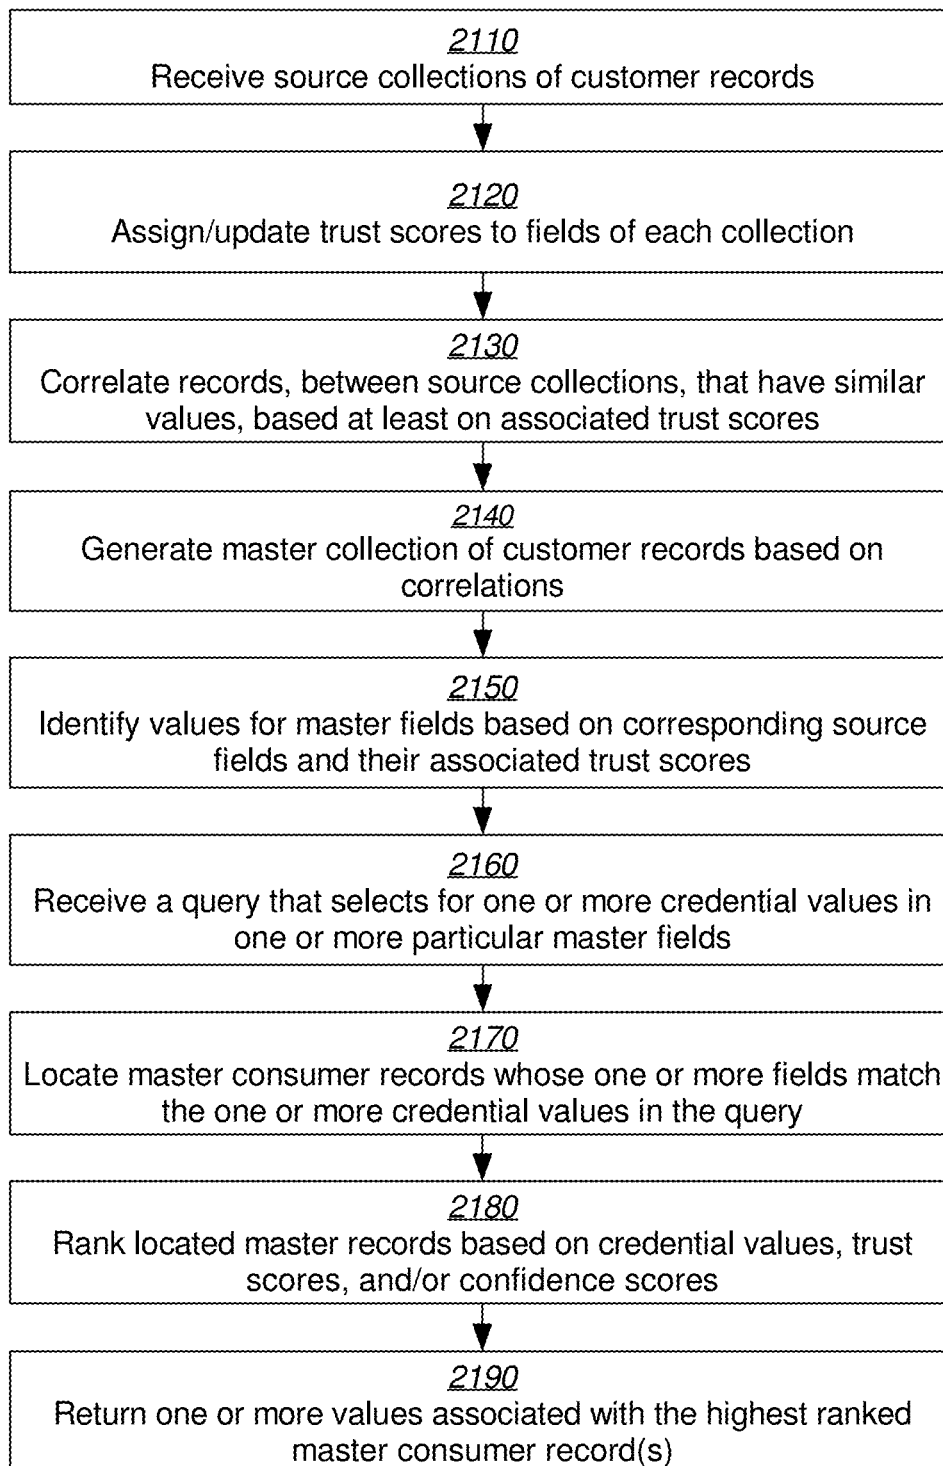 2110
Receive source collections of customer records
2120
Assign/update trust scores to fields of each collection
2130
Correlate records, between source collections, that have similar
values, based at least on associated trust scores
2140
Generate master collection of customer records based on
correlations
2150
Identify values for master fields based on corresponding source
fields and their associated trust scores
2160
Receive a query that selects for one or more credential values in
one or more particular master fields
2170
Locate master consumer records whose one or more fields match
the one or more credential values in the query
2180
Rank located master records based on credential values, trust
scores, and/or confidence scores
2190
Return one or more values associated with the highest ranked
master consumer record(s)